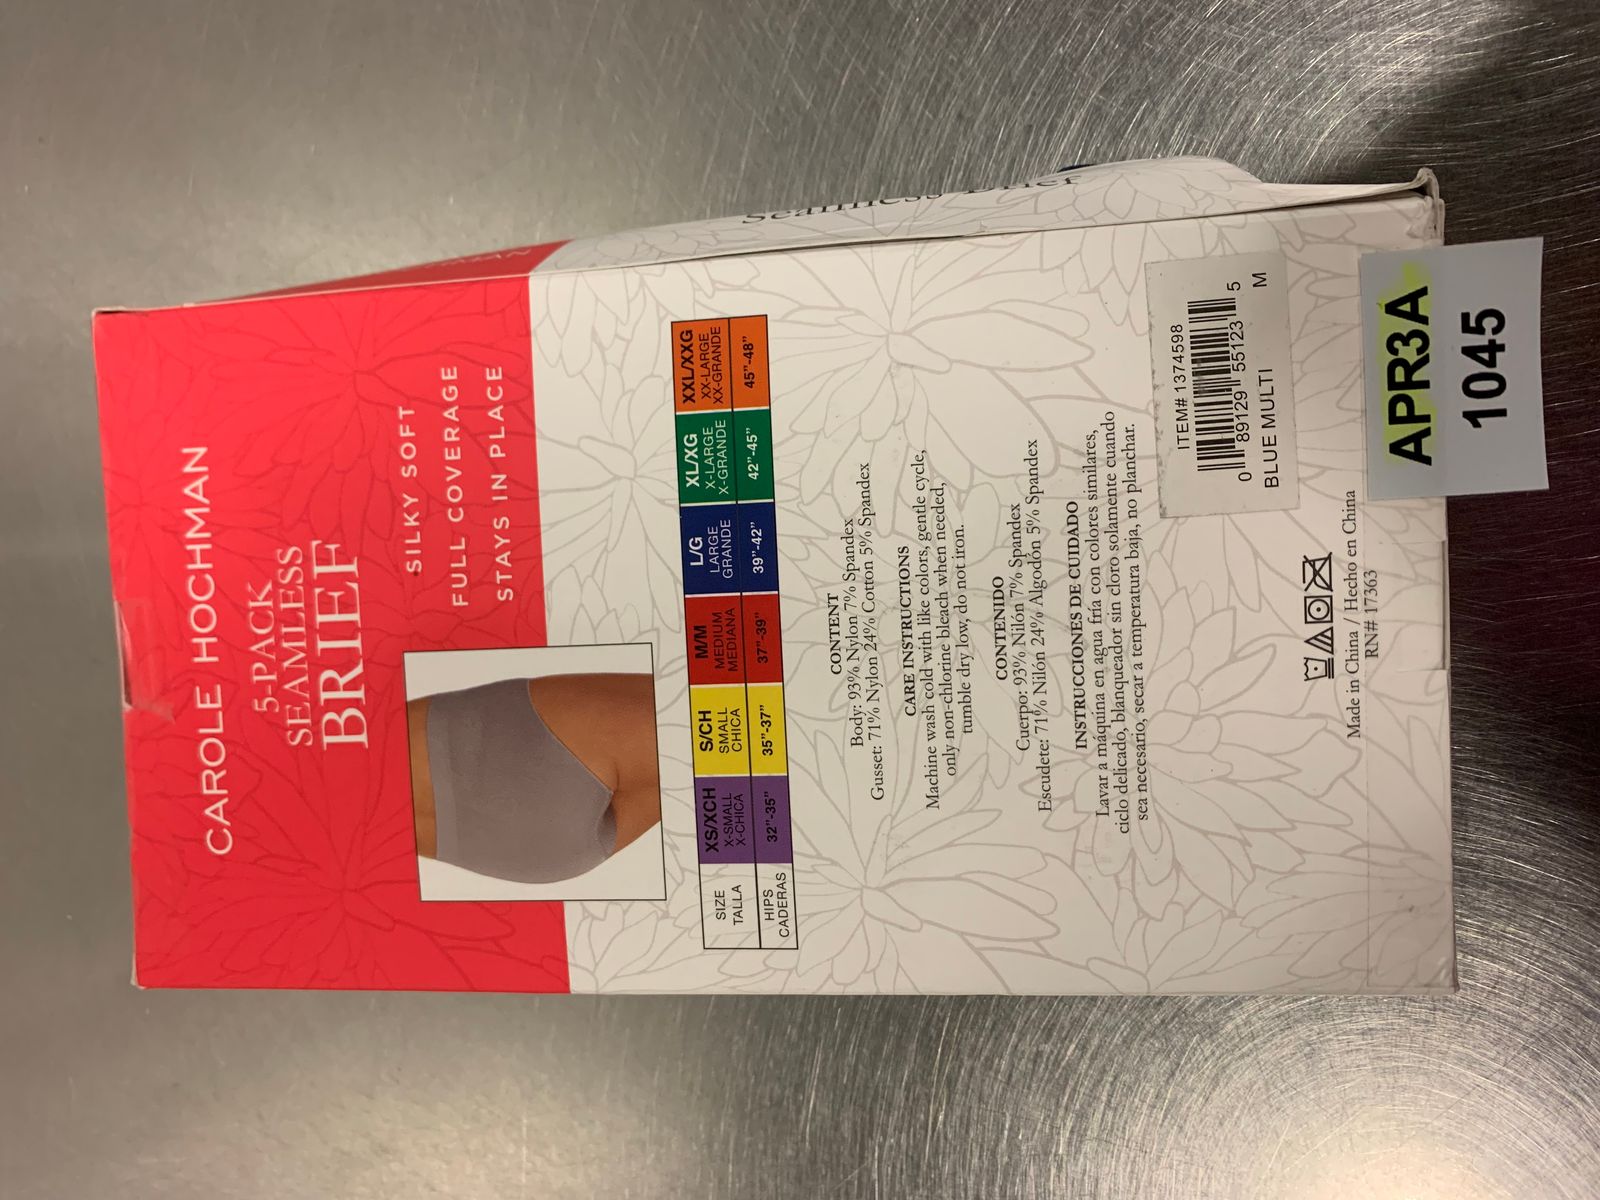 CAROLE HOCHMAN
5-PACK
SEAMLESS
BRIEF
SILKY SOFT
FULL COVERAGE
STAYS IN PLACE
SIZE
TALLA
XS/XCH
X-SMALL
X-CHICA
S/CH
SMALL
CHICA
M/M
MEDIUM
MEDIANA
L/G
LARGE
GRANDE
XL/XG
X-LARGE
X-GRANDE
XXL/XXG
XX-LARGE
XX-GRANDE
HIPS
CADERAS
32”-35”
35”-37”
37”-39”
39”-42”
42”-45”
45”-48”
CONTENT
Body: 93% Nylon 7% Spandex
Gusset: 71% Nylon 24% Cotton 5% Spandex
CARE INSTRUCTIONS
Machine wash cold with like colors, gentle cycle,
only non-chlorine bleach when needed,
tumble dry low, do not iron.
CONTENIDO
Cuerpo: 93% Nilón 7% Spandex
Escudete: 71% Nilón 24% Algodón 5% Spandex
INSTRUCCIONES DE CUIDADO
Lavar a máquina en agua fría con colores similares,
ciclo delicado, blanqueador sin cloro solamente cuando
sea necesario, secar a temperatura baja, no planchar.
ITEM# 1374598
0 89129 55123 5
BLUE MULTI M
Made in China / Hecho en China
RN# 17363
APR3A
1045